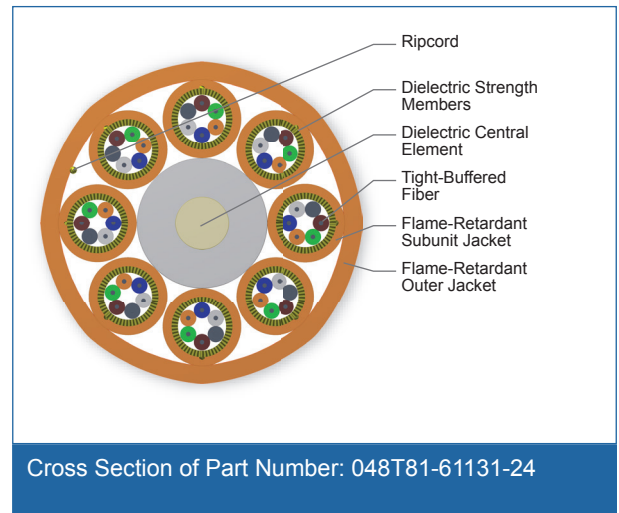 Ripcord
Dielectric Strength
Members
Dielectric Central
Element
Tight-Buffered
Fiber
Flame-Retardant
Subunit Jacket
Flame-Retardant
Outer Jacket
Cross Section of Part Number: 048T81-61131-24